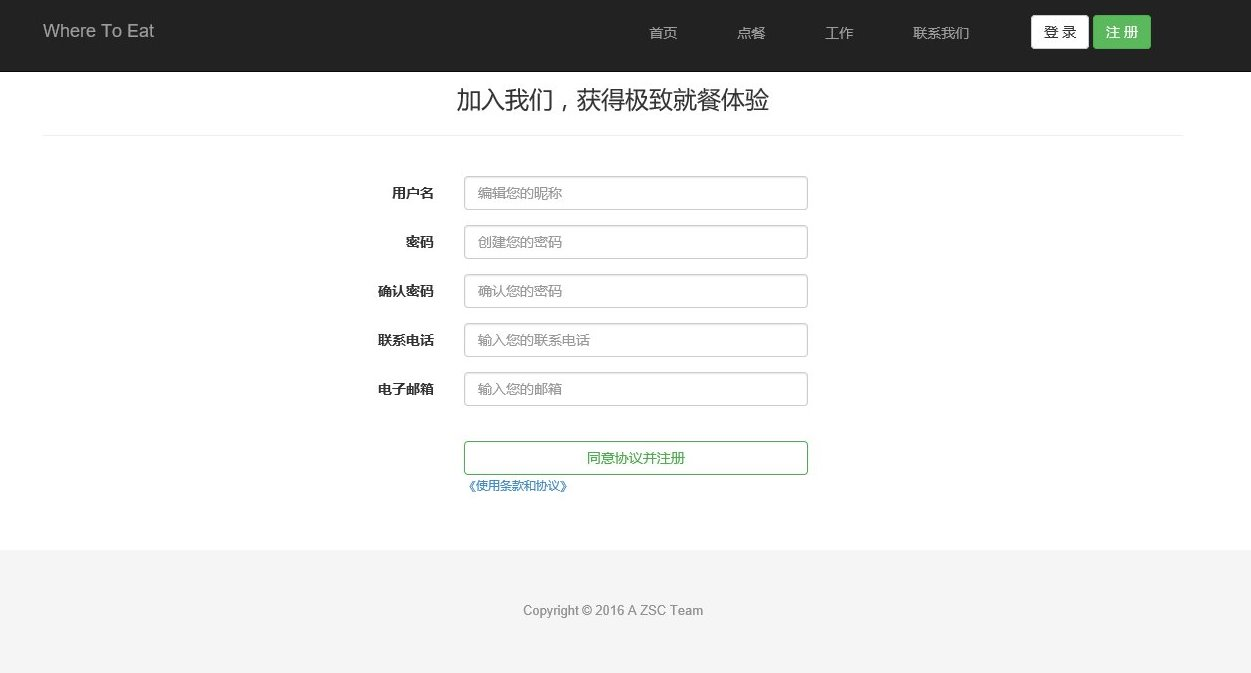 Where To Eat 首页 点餐 工作 联系我们 登 录 注 册
加入我们，获得极致就餐体验
用户名 编辑您的昵称
密码 创建您的密码
确认密码 确认您的密码
联系电话 输入您的联系电话
电子邮箱 输入您的邮箱
同意协议并注册
《使用条款和协议》
Copyright © 2016 A ZSC Team